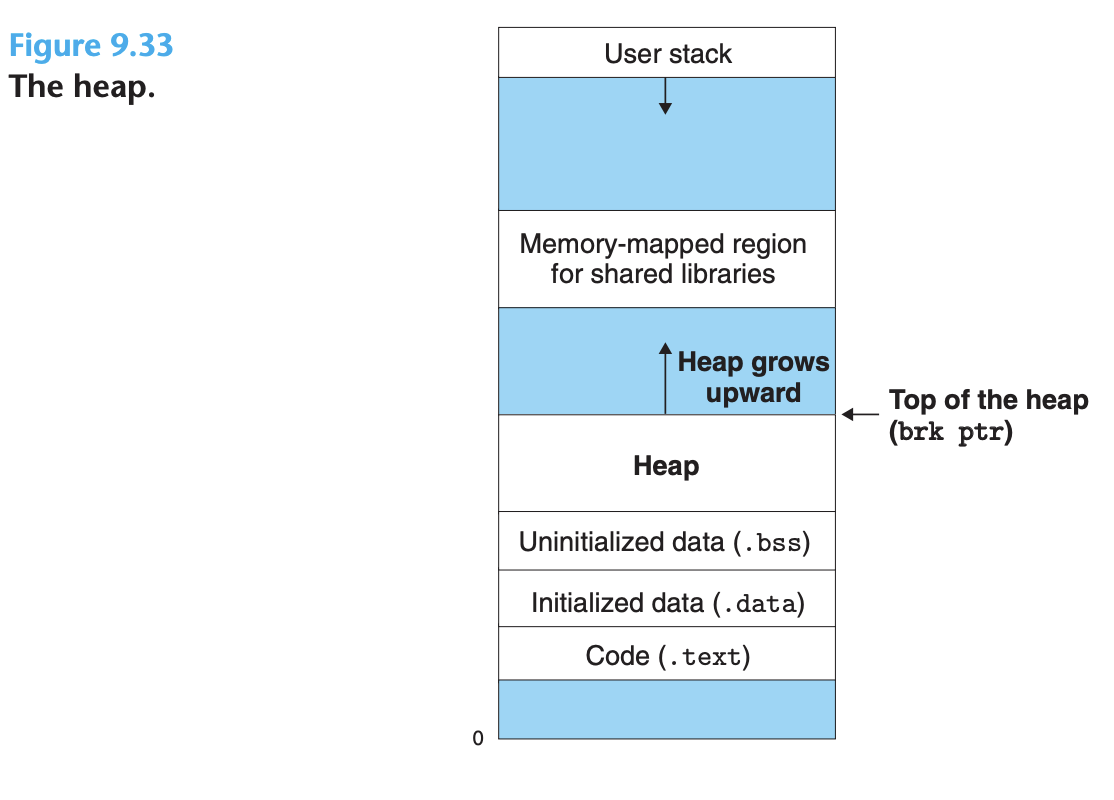 Figure 9.33
The heap.
User stack
Memory-mapped region
for shared libraries
Heap grows
upward
Top of the heap
(brk ptr)
Heap
Uninitialized data (.bss)
Initialized data (.data)
Code (.text)
0